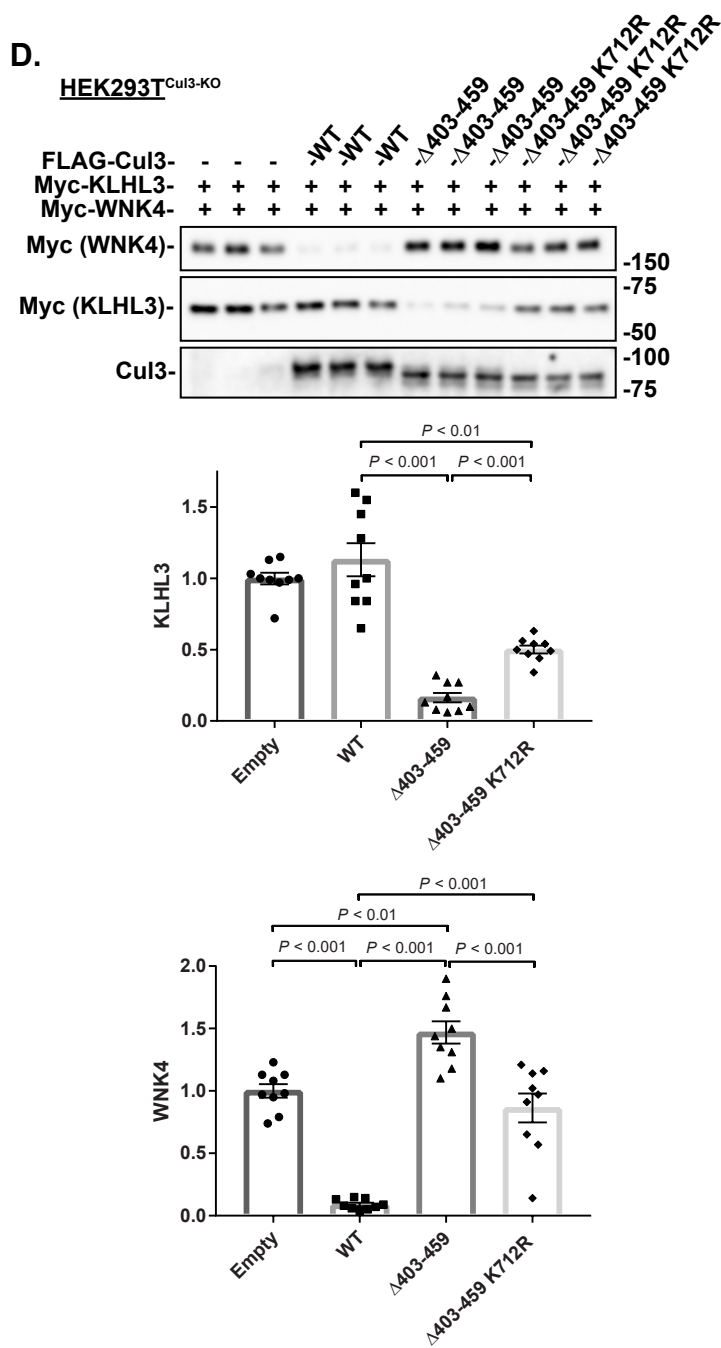 D.
HEK293T^Cul3-KO
FLAG-Cul3- - - - -WT -WT -WT -Δ403-459 -Δ403-459 -Δ403-459 -Δ403-459 K712R -Δ403-459 K712R -Δ403-459 K712R
Myc-KLHL3- + + + + + + + + + + + +
Myc-WNK4- + + + + + + + + + + + +
Myc (WNK4)- -150
-75
Myc (KLHL3)-
-50
-100
Cul3-
-75
P < 0.01
P < 0.001 P < 0.001
1.5
1.0
0.5
0.0
KLHL3
Empty WT Δ403-459 Δ403-459 K712R
P < 0.001
P < 0.01
P < 0.001 P < 0.001 P < 0.001
2.0
1.5
1.0
0.5
0.0
WNK4
Empty WT Δ403-459 Δ403-459 K712R